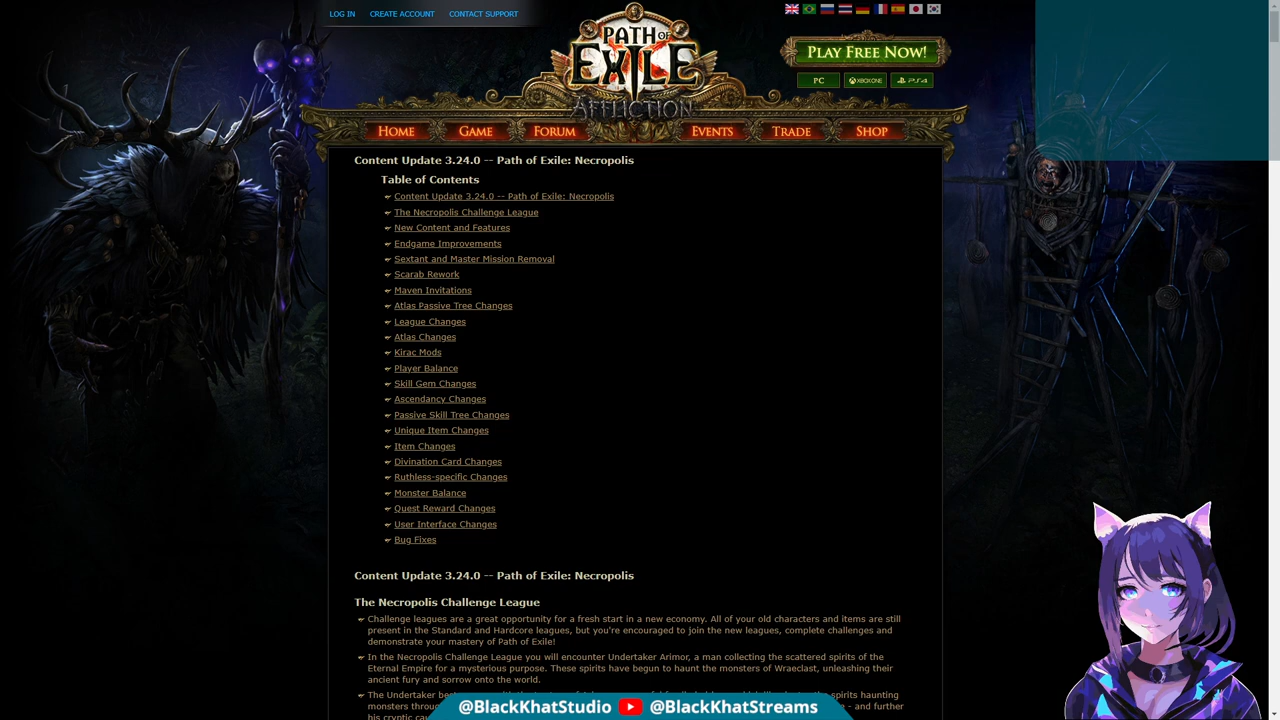 LOG IN CREATE ACCOUNT CONTACT SUPPORT
PATH OF
EXILE
AFFLICTION
PLAY FREE NOW!
PC XBOX ONE PS4
HOME GAME FORUM EVENTS TRADE SHOP
Content Update 3.24.0 -- Path of Exile: Necropolis
Table of Contents
Content Update 3.24.0 -- Path of Exile: Necropolis
The Necropolis Challenge League
New Content and Features
Endgame Improvements
Sextant and Master Mission Removal
Scarab Rework
Maven Invitations
Atlas Passive Tree Changes
League Changes
Atlas Changes
Kirac Mods
Player Balance
Skill Gem Changes
Ascendancy Changes
Passive Skill Tree Changes
Unique Item Changes
Item Changes
Divination Card Changes
Ruthless-specific Changes
Monster Balance
Quest Reward Changes
User Interface Changes
Bug Fixes
Content Update 3.24.0 -- Path of Exile: Necropolis
The Necropolis Challenge League
Challenge leagues are a great opportunity for a fresh start in a new economy. All of your old characters and items are still
present in the Standard and Hardcore leagues, but you're encouraged to join the new leagues, complete challenges and
demonstrate your mastery of Path of Exile!
In the Necropolis Challenge League you will encounter Undertaker Arimor, a man collecting the scattered spirits of the
Eternal Empire for a mysterious purpose. These spirits have begun to haunt the monsters of Wraeclast, unleashing their
ancient fury and sorrow onto the world.
The Undertaker spirits haunting
monsters - and further
his cryptic
@BlackKhatStudio @BlackKhatStreams